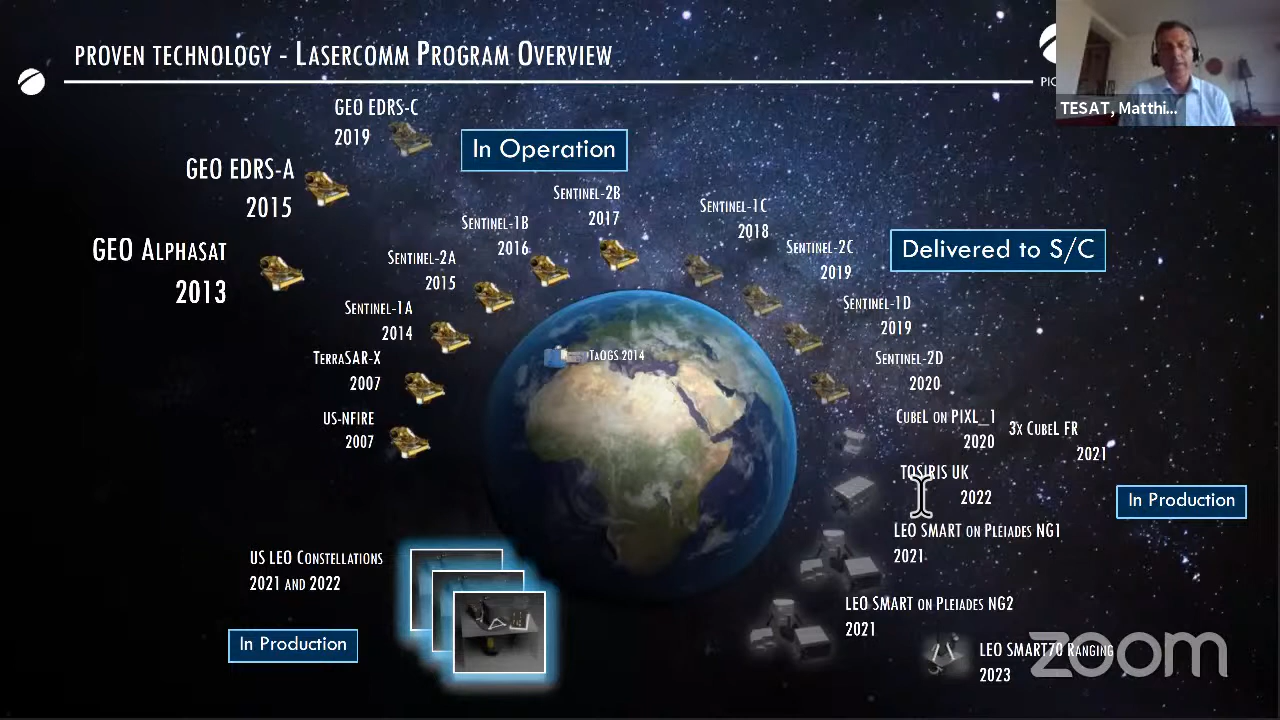 PROVEN TECHNOLOGY - LASERCOMM PROGRAM OVERVIEW
TESAT, Matthi...
GEO EDRS-C
2019
In Operation
GEO EDRS-A
2015
SENTINEL-2B
2017
SENTINEL-1C
2018
SENTINEL-1B
2016
GEO ALPHASAT
2013
SENTINEL-2A
2015
SENTINEL-2C
2019
Delivered to S/C
SENTINEL-1A
2014
SENTINEL-1D
2019
TERRASAR-X
2007
TAOGS 2014
SENTINEL-2D
2020
US-NFIRE
2007
CUBEL ON PIXL_1
2020
3X CUBEL FR
2021
TOSIRIS UK
2022
In Production
LEO SMART ON PLEIADES NG1
2021
US LEO CONSTELLATIONS
2021 AND 2022
LEO SMART ON PLEIADES NG2
2021
In Production
LEO SMART70 RANGING
2023
zoom